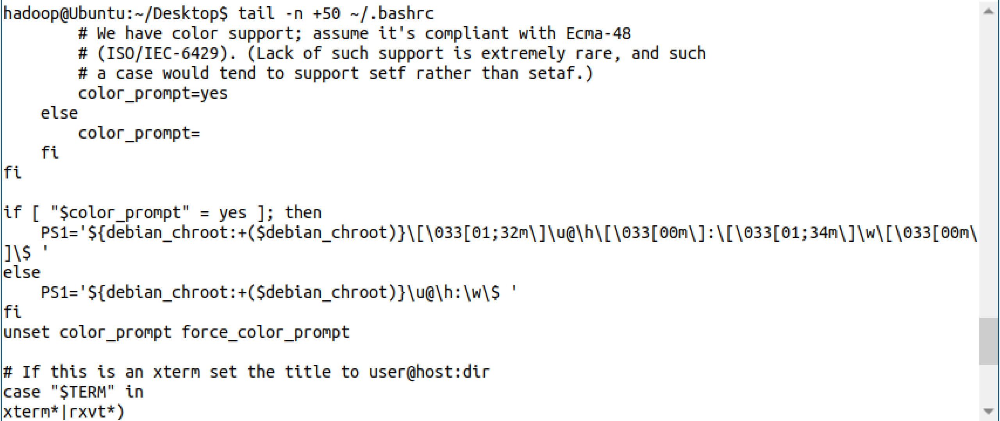 hadoop@Ubuntu:~/Desktop$ tail -n +50 ~/.bashrc
        # We have color support; assume it's compliant with Ecma-48
        # (ISO/IEC-6429). (Lack of such support is extremely rare, and such
        # a case would tend to support setf rather than setaf.)
        color_prompt=yes
    else
        color_prompt=
    fi
fi

if [ "$color_prompt" = yes ]; then
    PS1='${debian_chroot:+($debian_chroot)}\[\033[01;32m\]\u@\h\[\033[00m\]:\[\033[01;34m\]\w\[\033[00m\
]\$ '
else
    PS1='${debian_chroot:+($debian_chroot)}\u@\h:\w\$ '
fi
unset color_prompt force_color_prompt

# If this is an xterm set the title to user@host:dir
case "$TERM" in
xterm*|rxvt*)